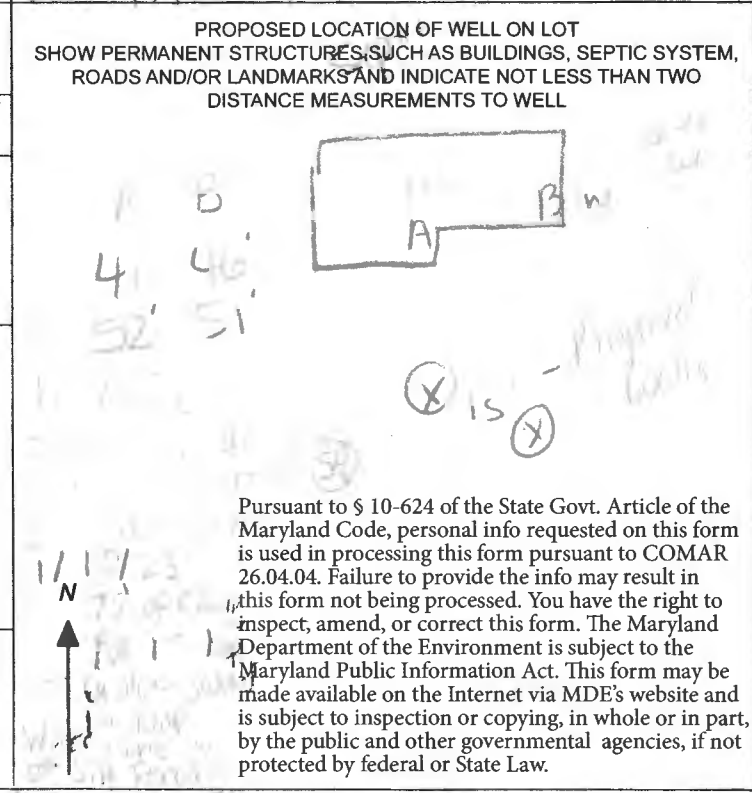 PROPOSED LOCATION OF WELL ON LOT
SHOW PERMANENT STRUCTURES SUCH AS BUILDINGS, SEPTIC SYSTEM,
ROADS AND/OR LANDMARKS AND INDICATE NOT LESS THAN TWO
DISTANCE MEASUREMENTS TO WELL
A B
B
A
41 46'
52' 51'
Proposed
Wells
X 15 X
N
Pursuant to § 10-624 of the State Govt. Article of the
Maryland Code, personal info requested on this form
is used in processing this form pursuant to COMAR
26.04.04. Failure to provide the info may result in
this form not being processed. You have the right to
inspect, amend, or correct this form. The Maryland
Department of the Environment is subject to the
Maryland Public Information Act. This form may be
made available on the Internet via MDE's website and
is subject to inspection or copying, in whole or in part,
by the public and other governmental agencies, if not
protected by federal or State Law.